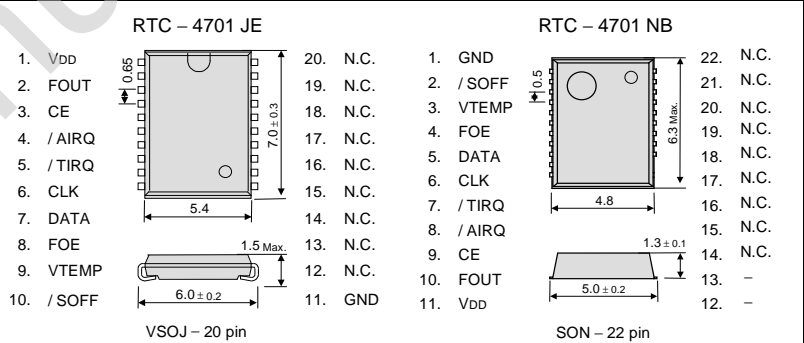 RTC – 4701 JE
1. VDD
2. FOUT
3. CE
4. / AIRQ
5. / TIRQ
6. CLK
7. DATA
8. FOE
9. VTEMP
10. / SOFF
0.65
7.0 ± 0.3
5.4
1.5 Max.
6.0 ± 0.2
20. N.C.
19. N.C.
18. N.C.
17. N.C.
16. N.C.
15. N.C.
14. N.C.
13. N.C.
12. N.C.
11. GND
VSOJ – 20 pin
RTC – 4701 NB
1. GND
2. / SOFF
3. VTEMP
4. FOE
5. DATA
6. CLK
7. / TIRQ
8. / AIRQ
9. CE
10. FOUT
11. VDD
0.5
6.3 Max.
4.8
1.3 ± 0.1
5.0 ± 0.2
22. N.C.
21. N.C.
20. N.C.
19. N.C.
18. N.C.
17. N.C.
16. N.C.
15. N.C.
14. N.C.
13. –
12. –
SON – 22 pin